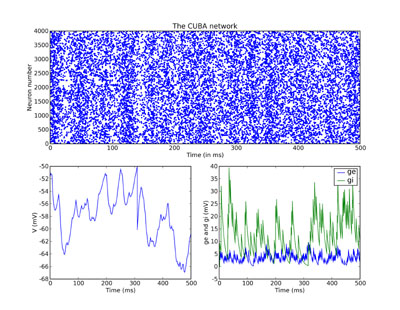 The CUBA network
Neuron number
4000
3500
3000
2500
2000
1500
1000
500
0
0 100 200 300 400 500
Time (in ms)
V (mV)
-50
-52
-54
-56
-58
-60
-62
-64
-66
-68
0 100 200 300 400 500
Time (ms)
ge and gi (mV)
40
35
30
25
20
15
10
5
0
-5
ge
gi
0 100 200 300 400 500
Time (ms)